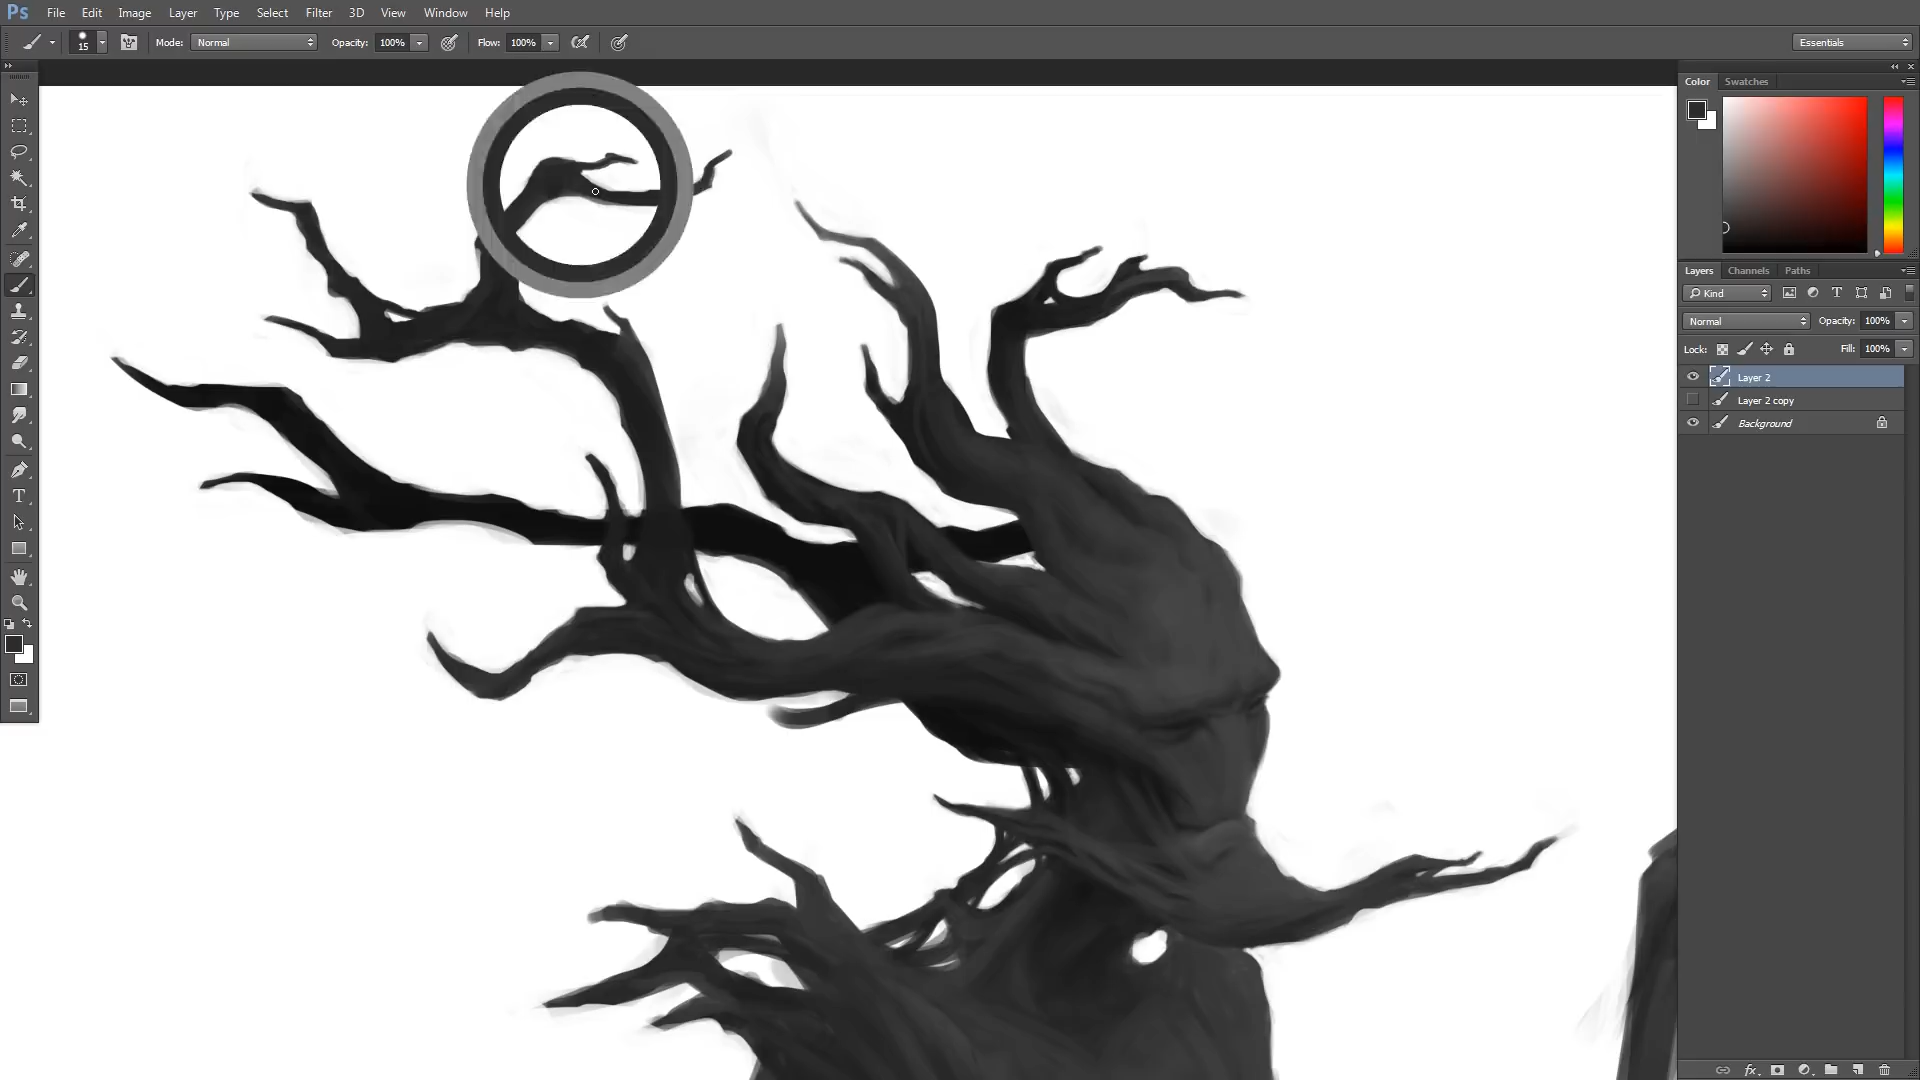 Ps File Edit Image Layer Type Select Filter 3D View Window Help
15 Mode: Normal Opacity: 100% Flow: 100% Essentials
Color Swatches
Layers Channels Paths
Kind
Normal Opacity: 100%
Lock: Fill: 100%
Layer 2
Layer 2 copy
Background
T
fx